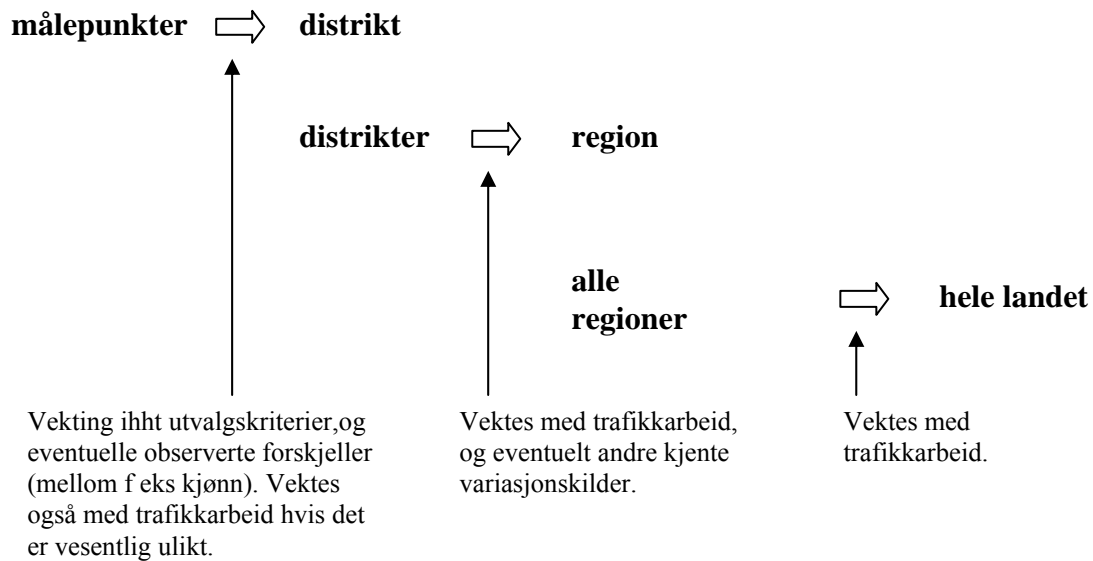 målepunkter distrikt
distrikter region
alle
regioner
hele landet
Vekting ihht utvalgskriterier,og
eventuelle observerte forskjeller
(mellom f eks kjønn). Vektes
også med trafikkarbeid hvis det
er vesentlig ulikt.
Vektes med trafikkarbeid,
og eventuelt andre kjente
variasjonskilder.
Vektes med
trafikkarbeid.